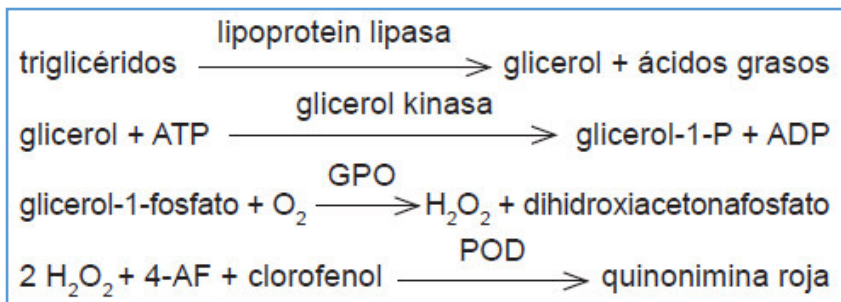 lipoprotein lipasa
triglicéridos ⟶ glicerol + ácidos grasos
glicerol kinasa
glicerol + ATP ⟶ glicerol-1-P + ADP
GPO
glicerol-1-fosfato + O₂ ⟶ H₂O₂ + dihidroxiacetonafosfato
POD
2 H₂O₂ + 4-AF + clorofenol ⟶ quinonimina roja